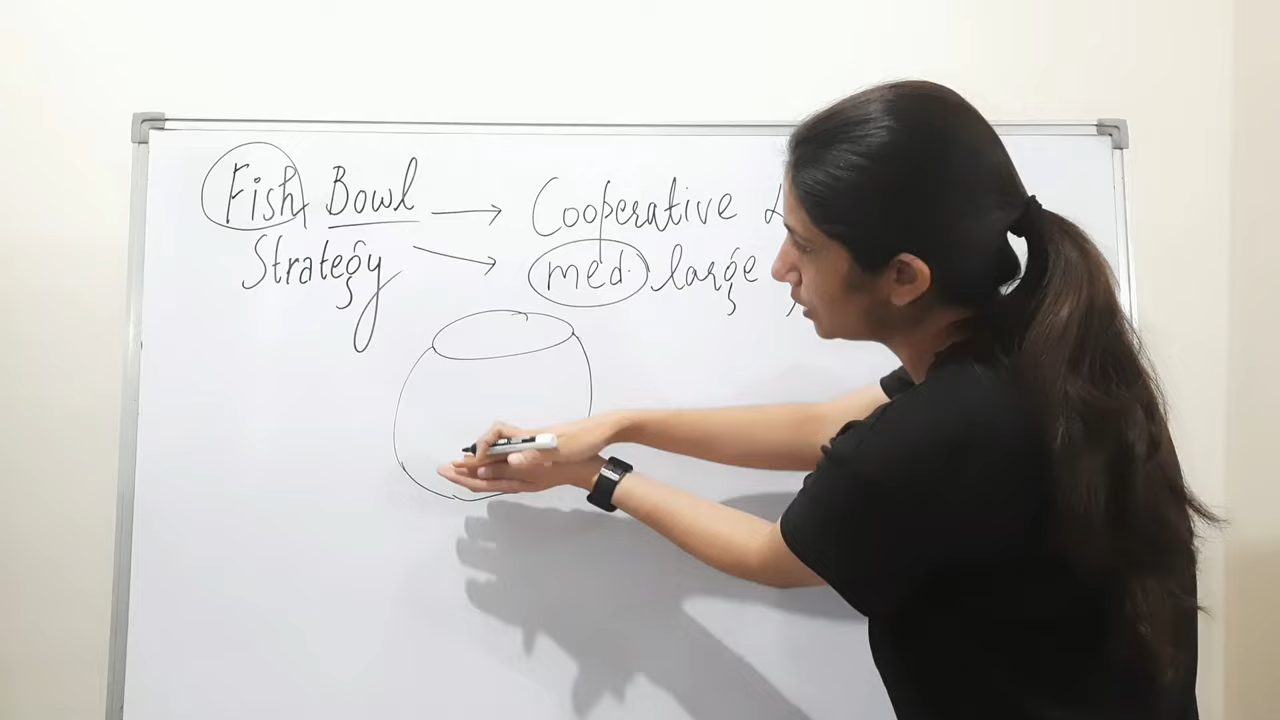 Fish Bowl → Cooperative
Strategy → med. large